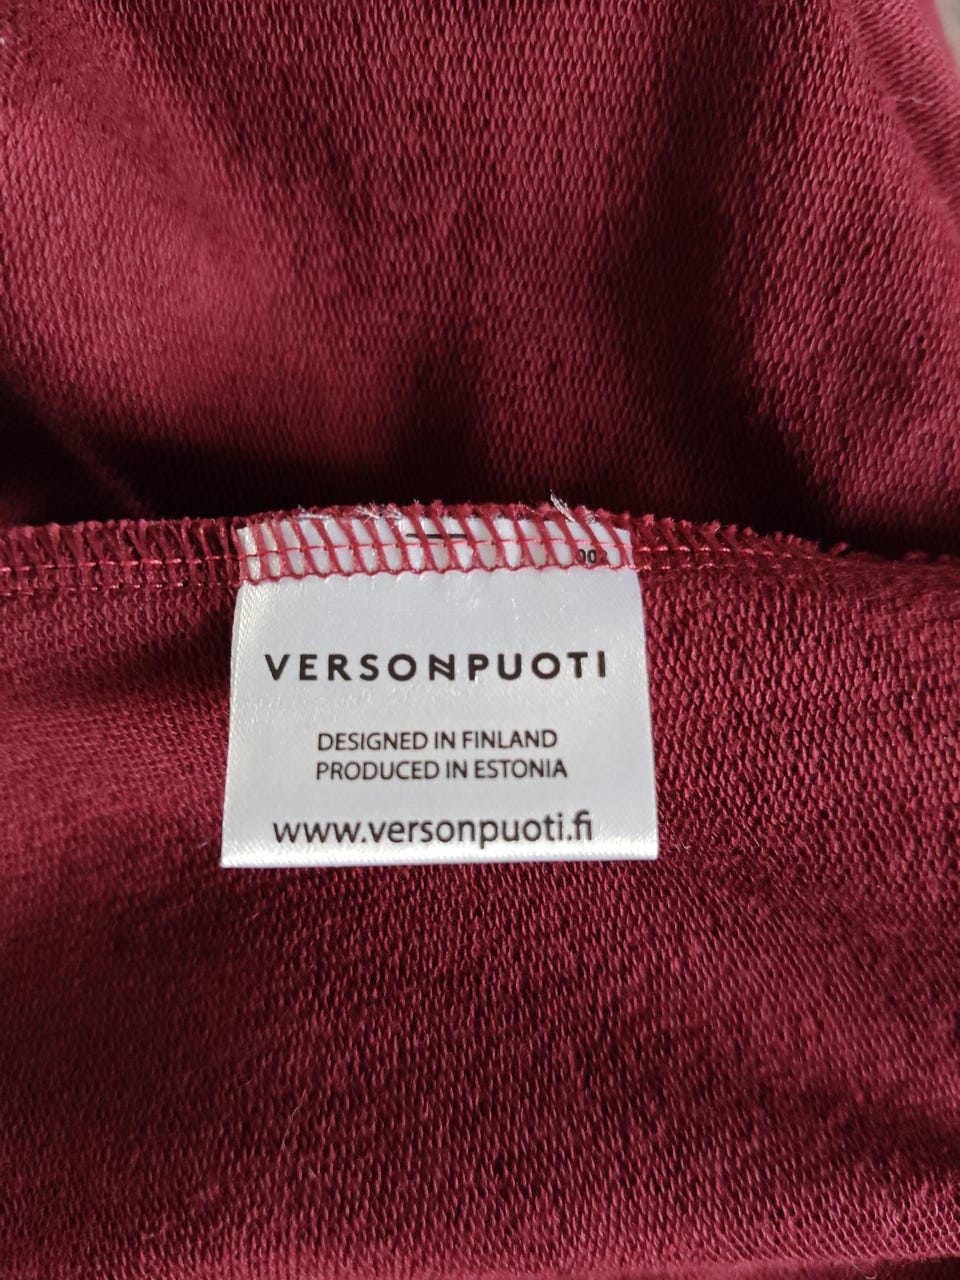 VERSONPUOTI
DESIGNED IN FINLAND
PRODUCED IN ESTONIA
www.versonpuoti.fi